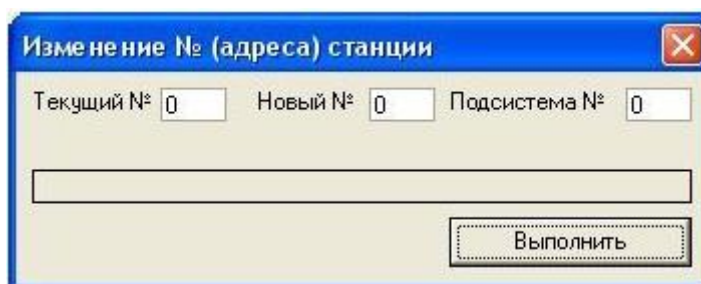 Изменение № (адреса) станции
Текущий № 0 Новый № 0 Подсистема № 0
Выполнить